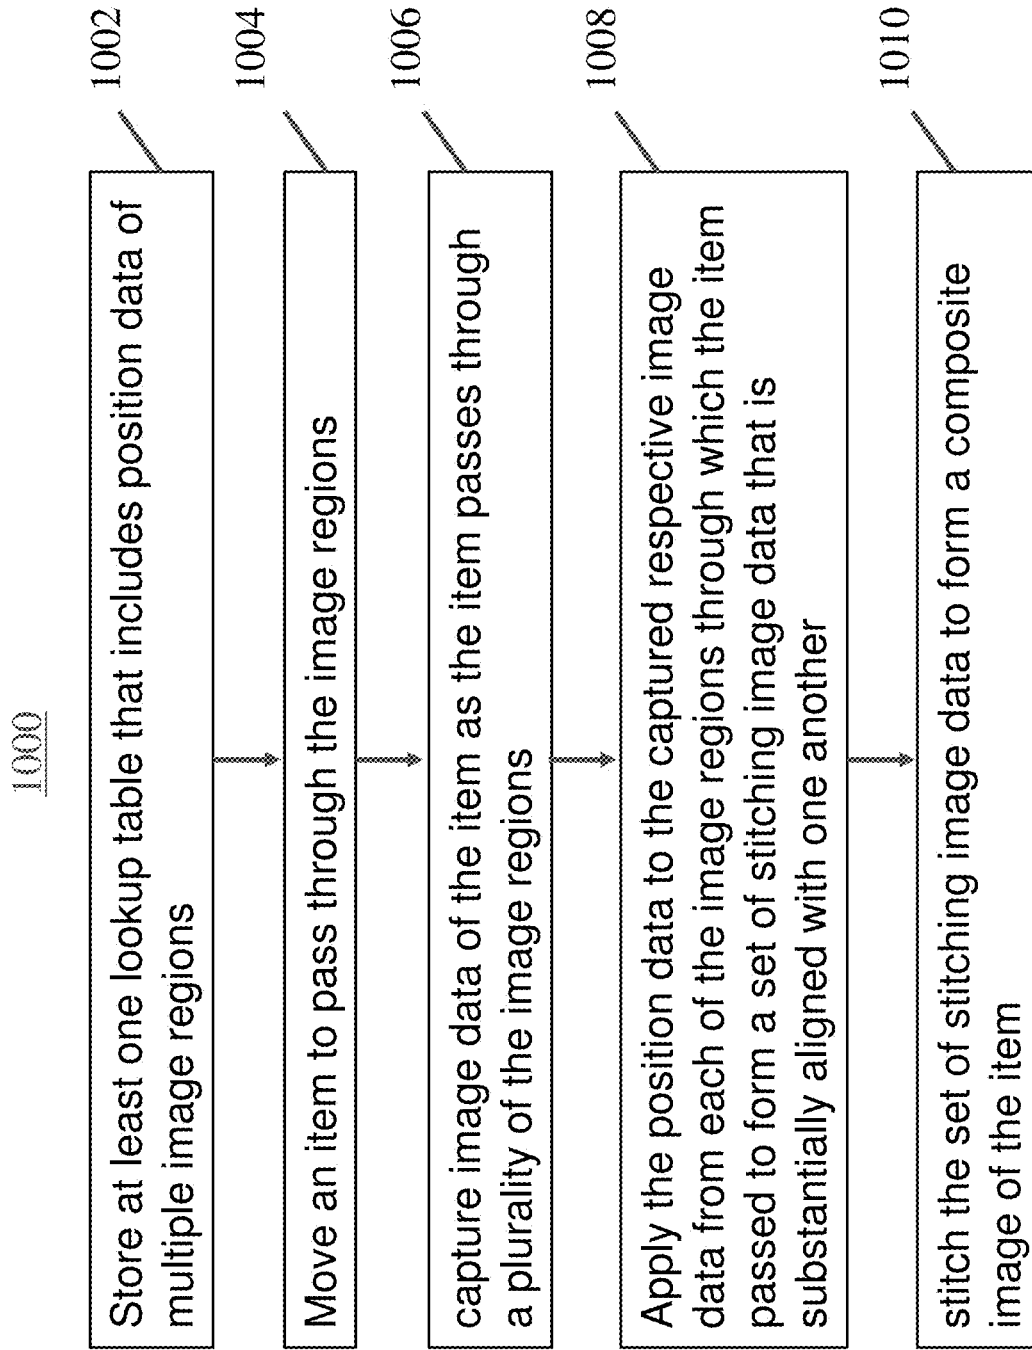 1000
Store at least one lookup table that includes position data of
multiple image regions
1002
Move an item to pass through the image regions
1004
capture image data of the item as the item passes through
a plurality of the image regions
1006
Apply the position data to the captured respective image
data from each of the image regions through which the item
passed to form a set of stitching image data that is
substantially aligned with one another
1008
stitch the set of stitching image data to form a composite
image of the item
1010